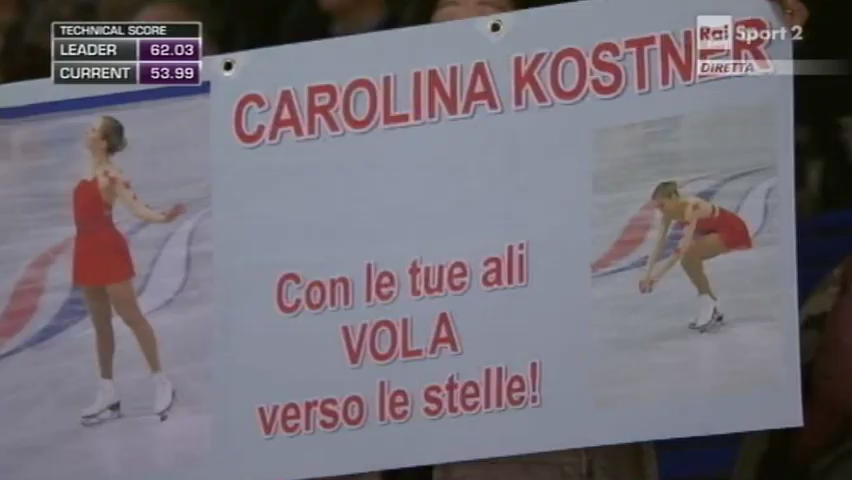 TECHNICAL SCORE
LEADER 62.03
CURRENT 53.99
Rai Sport 2
DIRETTA
CAROLINA KOSTNER
Con le tue ali
VOLA
verso le stelle!